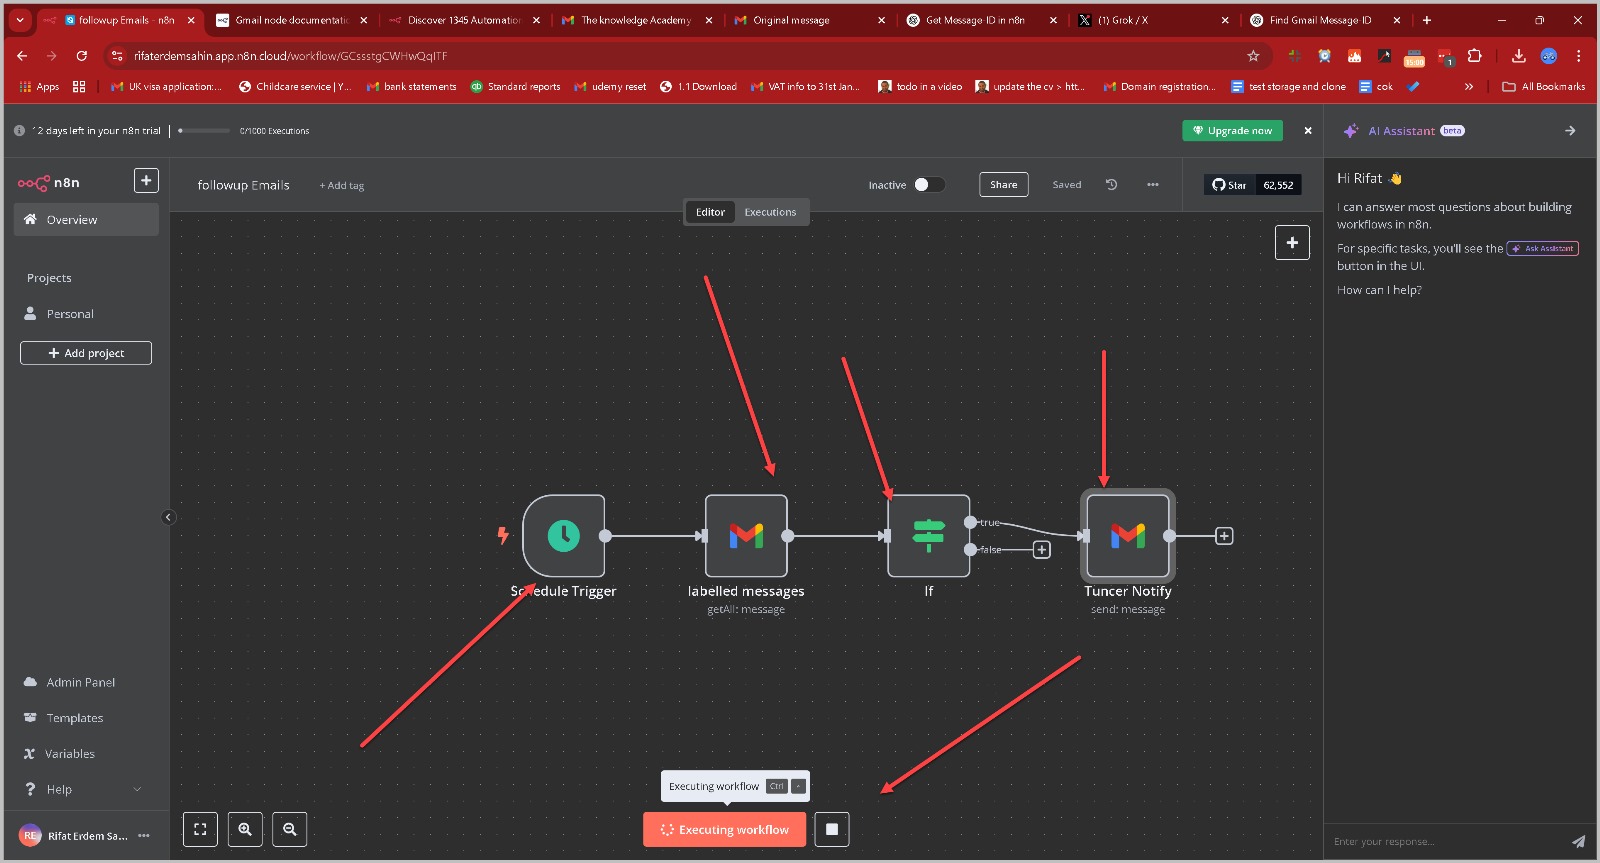 followup Emails - n8n
Gmail node documentatic
Discover 1345 Automation
The knowledge Academy
Original message
Get Message-ID in n8n
(1) Grok / X
Find Gmail Message-ID
rifaterdemsahin.app.n8n.cloud/workflow/GCssstgCWHwQqITF
15:00
1
Apps
UK visa application:...
Childcare service | Y...
bank statements
Standard reports
udemy reset
1.1 Download
VAT info to 31st Jan...
todo in a video
update the cv > htt...
Domain registration...
test storage and clone
cok
All Bookmarks
12 days left in your n8n trial
0/1000 Executions
Upgrade now
AI Assistant beta
n8n
followup Emails
+ Add tag
Inactive
Share
Saved
Star 62,552
Hi Rifat 👋
Editor
Executions
I can answer most questions about building
workflows in n8n.
For specific tasks, you'll see the Ask Assistant
button in the UI.
How can I help?
Overview
Projects
Personal
+ Add project
true
false
Schedule Trigger
labelled messages
getAll: message
If
Tuncer Notify
send: message
Admin Panel
Templates
Variables
Help
Executing workflow Ctrl
Executing workflow
RE Rifat Erdem Sa...
Enter your response...